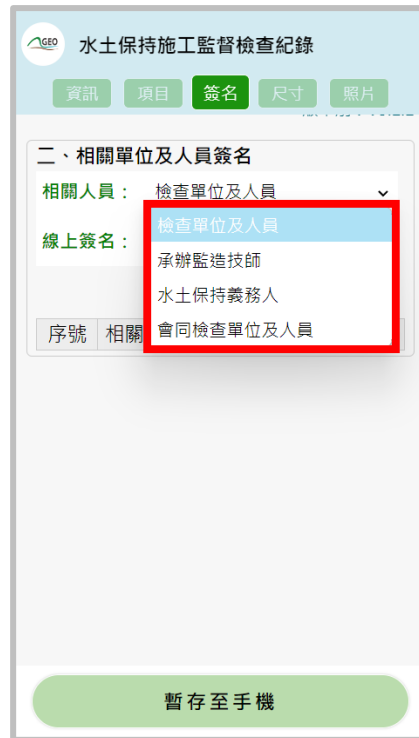 GEO
水土保持施工監督檢查紀錄
資訊 項目 簽名 尺寸 照片
二、相關單位及人員簽名
相關人員： 檢查單位及人員
檢查單位及人員
線上簽名：
承辦監造技師
水土保持義務人
會同檢查單位及人員
序號 相關
暫存至手機